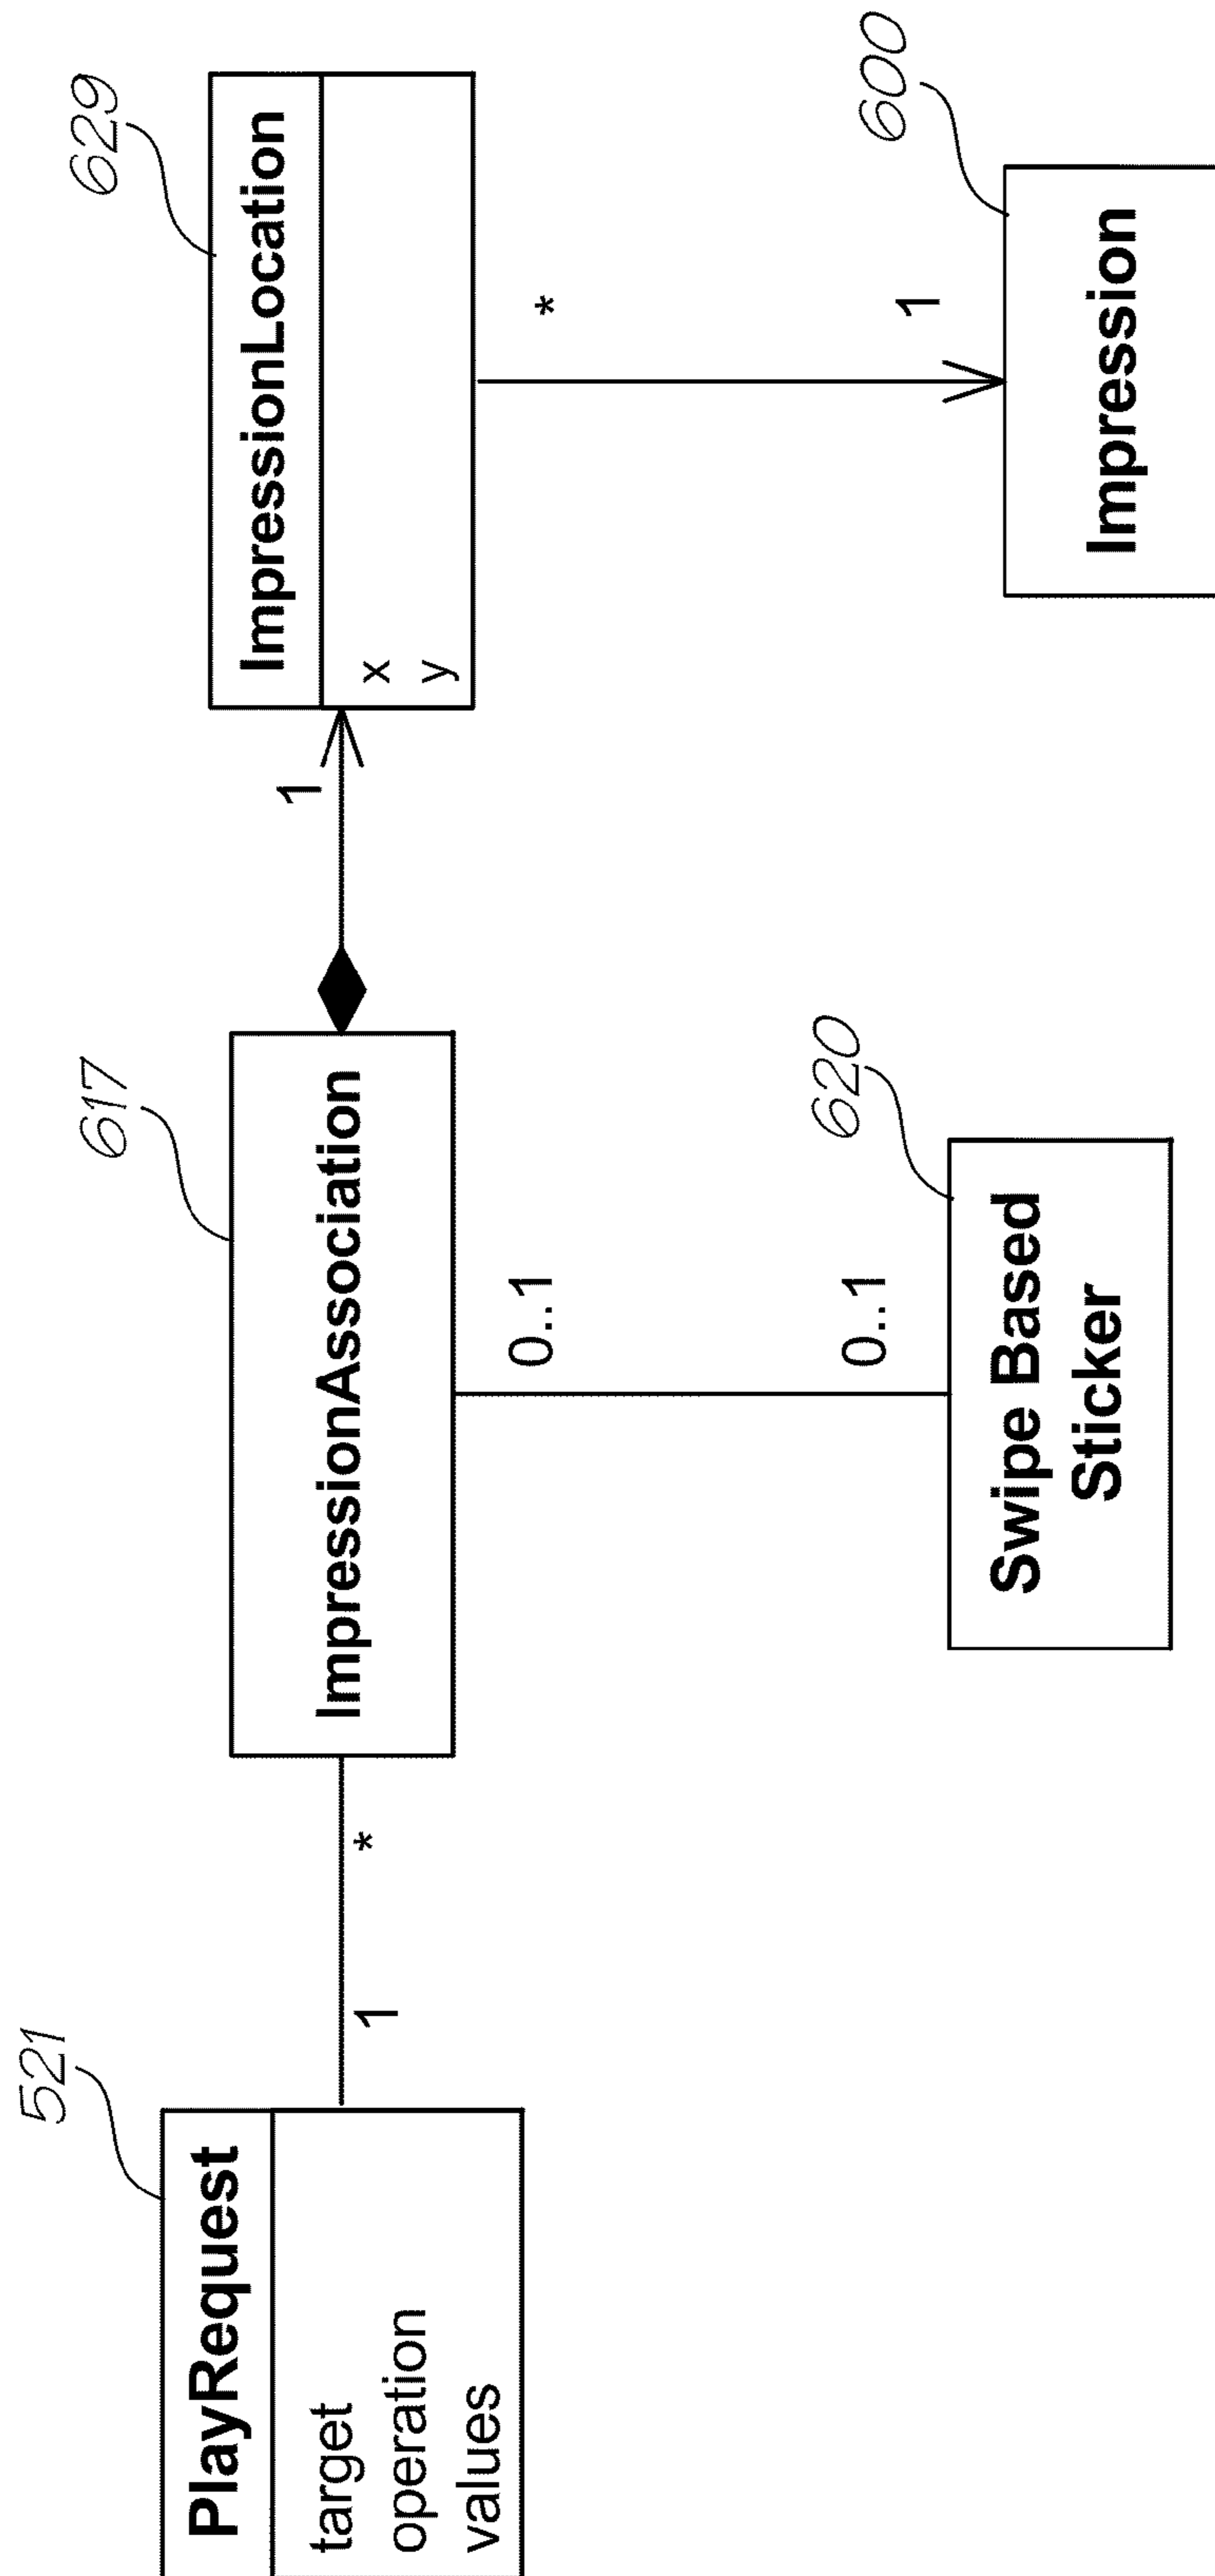 521
PlayRequest
target
operation
values
1
*
617
ImpressionAssociation
0..1
0..1
620
Swipe Based
Sticker
1
629
ImpressionLocation
x
y
*
1
600
Impression